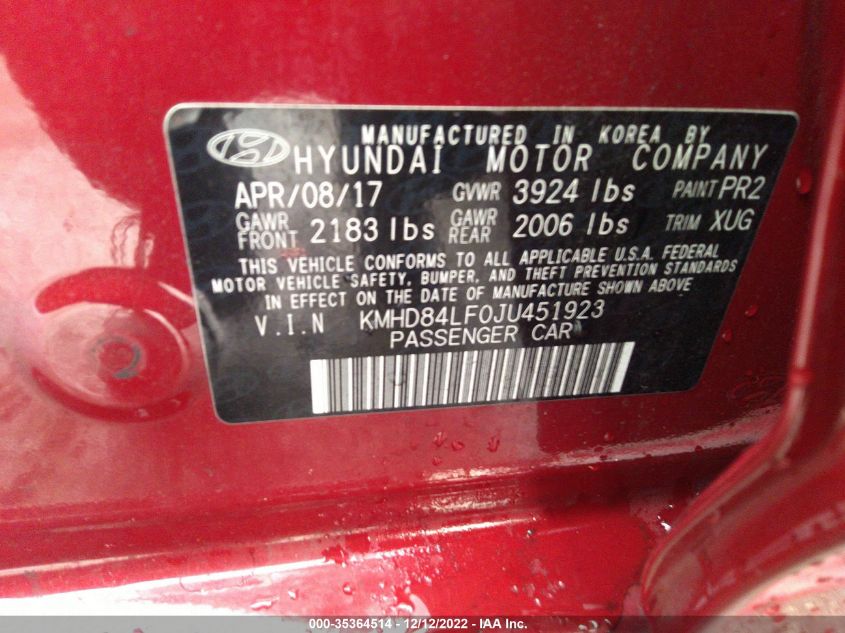 MANUFACTURED IN KOREA BY
HYUNDAI MOTOR COMPANY
APR/08/17 GVWR 3924 lbs PAINT PR2
GAWR FRONT 2183 lbs GAWR REAR 2006 lbs TRIM XUG
THIS VEHICLE CONFORMS TO ALL APPLICABLE U.S.A. FEDERAL
MOTOR VEHICLE SAFETY, BUMPER, AND THEFT PREVENTION STANDARDS
IN EFFECT ON THE DATE OF MANUFACTURE SHOWN ABOVE
V.I.N KMHD84LF0JU451923
PASSENGER CAR
000-35364514 - 12/12/2022 - IAA Inc.